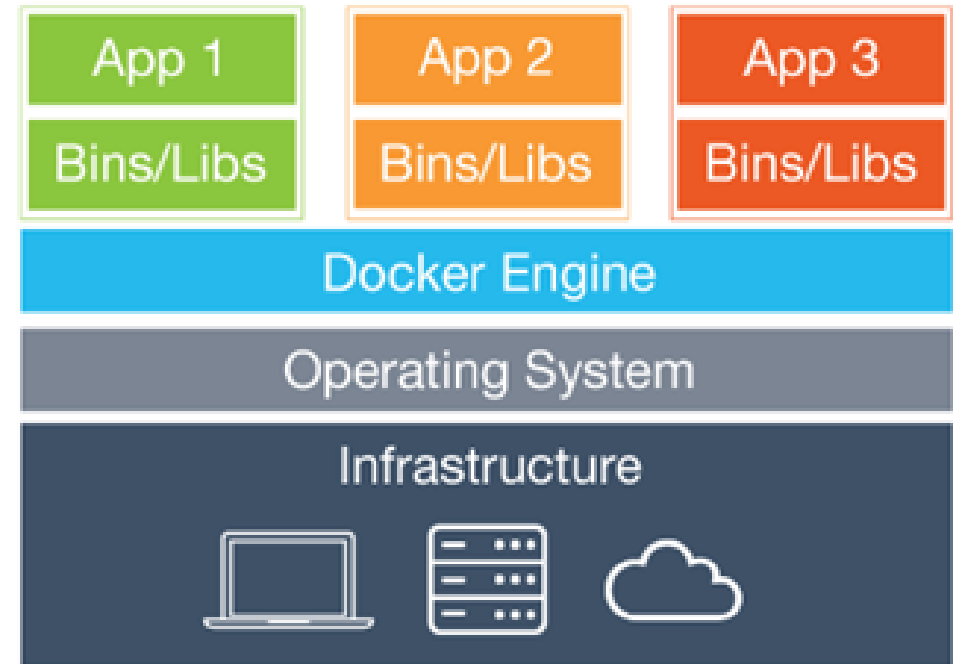 App 1
App 2
App 3
Bins/Libs
Bins/Libs
Bins/Libs
Docker Engine
Operating System
Infrastructure